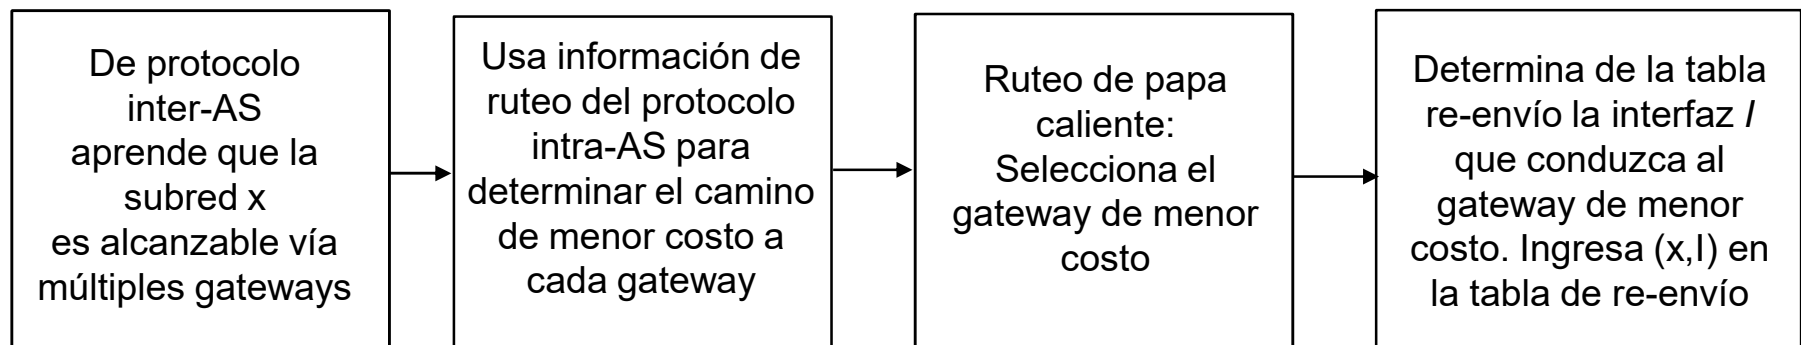 De protocolo
inter-AS
aprende que la
subred x
es alcanzable vía
múltiples gateways
Usa información de
ruteo del protocolo
intra-AS para
determinar el camino
de menor costo a
cada gateway
Ruteo de papa
caliente:
Selecciona el
gateway de menor
costo
Determina de la tabla
re-envío la interfaz I
que conduzca al
gateway de menor
costo. Ingresa (x,I) en
la tabla de re-envío